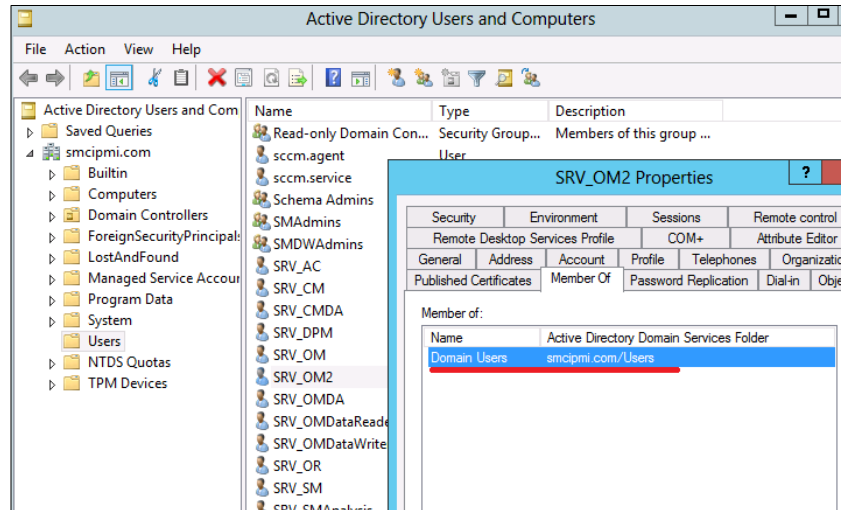 Active Directory Users and Computers
File Action View Help
Active Directory Users and Com
Saved Queries
smcipmi.com
Builtin
Computers
Domain Controllers
ForeignSecurityPrincipal
LostAndFound
Managed Service Accour
Program Data
System
Users
NTDS Quotas
TPM Devices
Name Type Description
Read-only Domain Con... Security Group... Members of this group ...
sccm.agent User
sccm.service
Schema Admins
SMAdmins
SMDWAdmins
SRV_AC
SRV_CM
SRV_CMDA
SRV_DPM
SRV_OM
SRV_OM2
SRV_OMDA
SRV_OMDataReade
SRV_OMDataWrite
SRV_OR
SRV_SM
SRV_SMAnalysis
SRV_OM2 Properties
?
Security Environment Sessions Remote control
Remote Desktop Services Profile COM+ Attribute Editor
General Address Account Profile Telephones Organizatio
Published Certificates Member Of Password Replication Dial-in Obje
Member of:
Name Active Directory Domain Services Folder
Domain Users smcipmi.com/Users